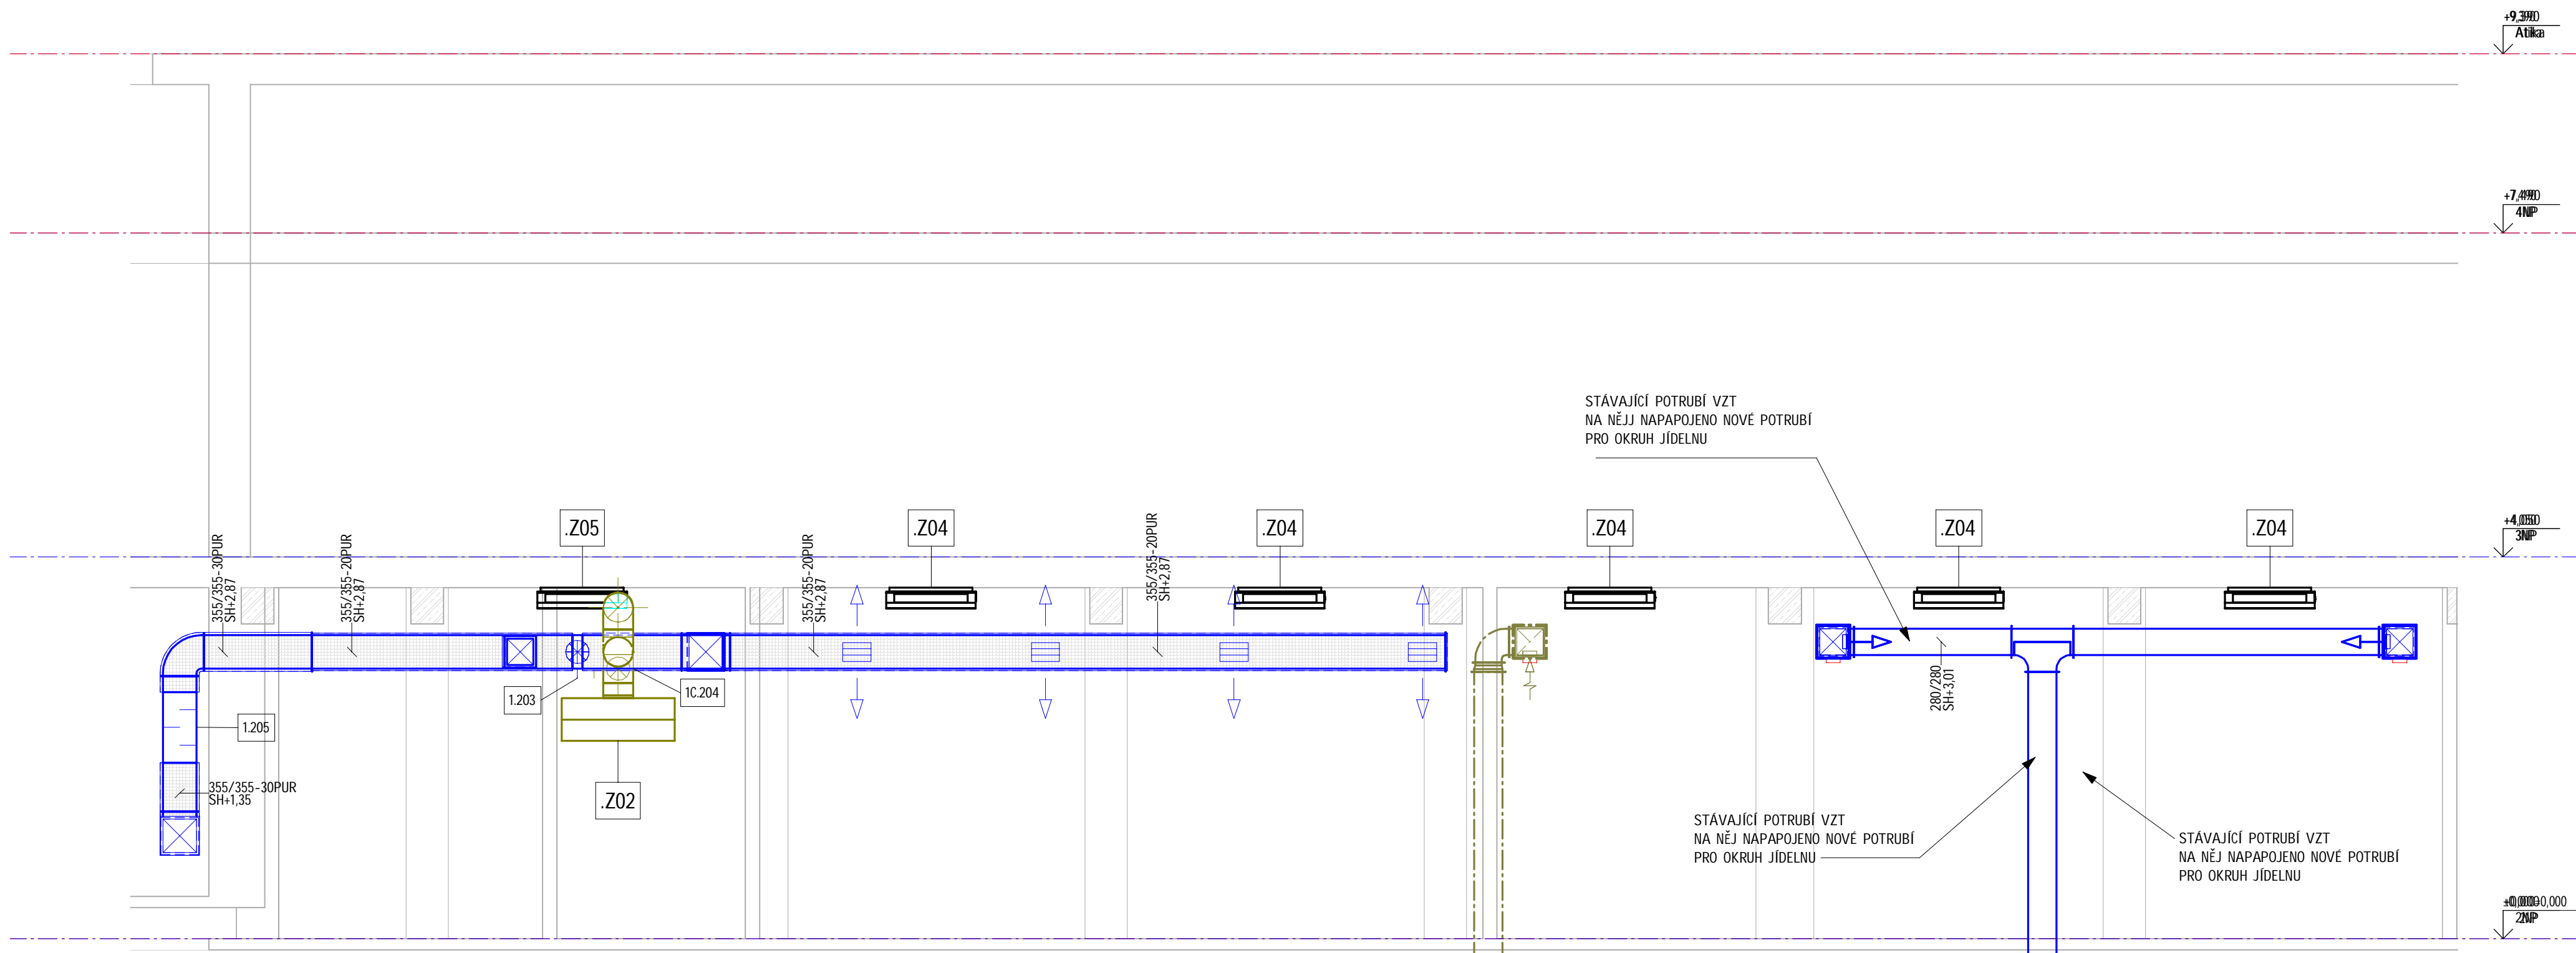 +9,390
Atika
+7,490
4NP
STÁVAJÍCÍ POTRUBÍ VZT
NA NĚJJ NAPAPOJENO NOVÉ POTRUBÍ
PRO OKRUH JÍDELNU
+4,050
3NP
.Z05
.Z04
.Z04
.Z04
.Z04
.Z04
355/355-30PUR
SH+2,87
355/355-20PUR
SH+2,87
355/355-20PUR
SH+2,87
355/355-20PUR
SH+2,87
280/280
SH+3,01
1.203
1C.204
1.205
355/355-30PUR
SH+1,35
.Z02
STÁVAJÍCÍ POTRUBÍ VZT
NA NĚJ NAPAPOJENO NOVÉ POTRUBÍ
PRO OKRUH JÍDELNU
STÁVAJÍCÍ POTRUBÍ VZT
NA NĚJ NAPAPOJENO NOVÉ POTRUBÍ
PRO OKRUH JÍDELNU
±0,000
2NP